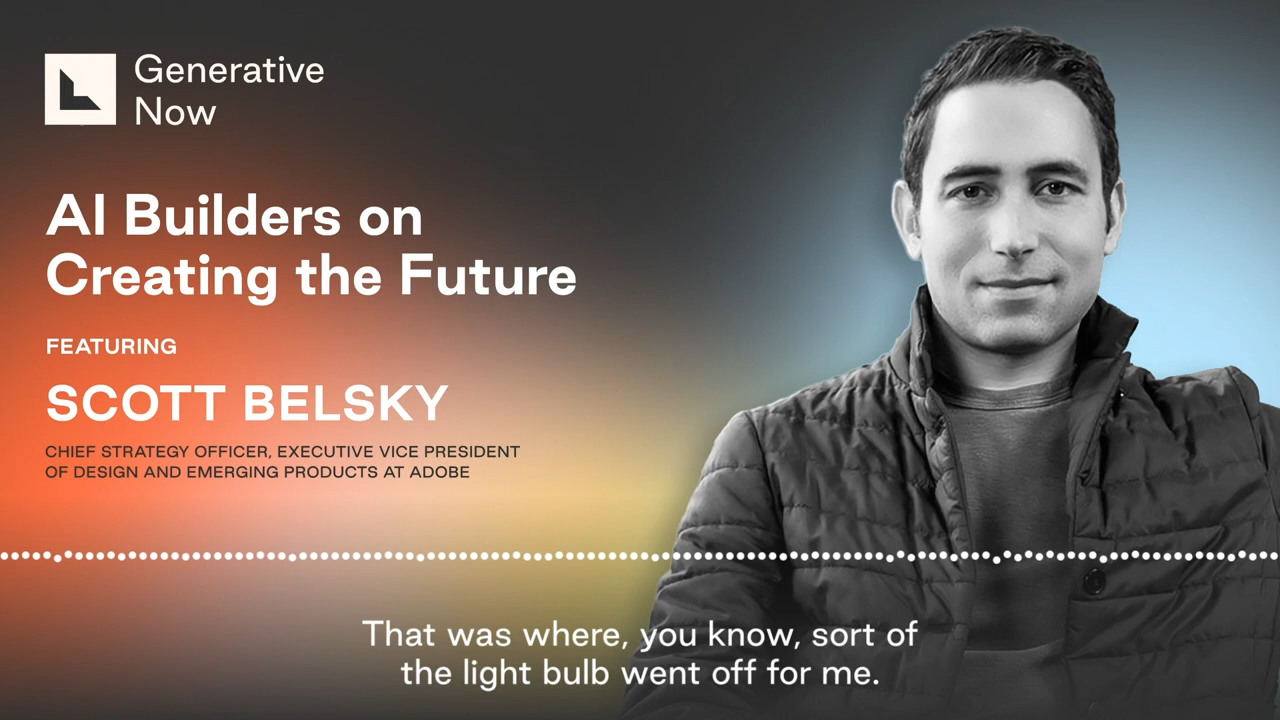 Generative
Now
AI Builders on
Creating the Future
FEATURING
SCOTT BELSKY
CHIEF STRATEGY OFFICER, EXECUTIVE VICE PRESIDENT
OF DESIGN AND EMERGING PRODUCTS AT ADOBE
That was where, you know, sort of
the light bulb went off for me.